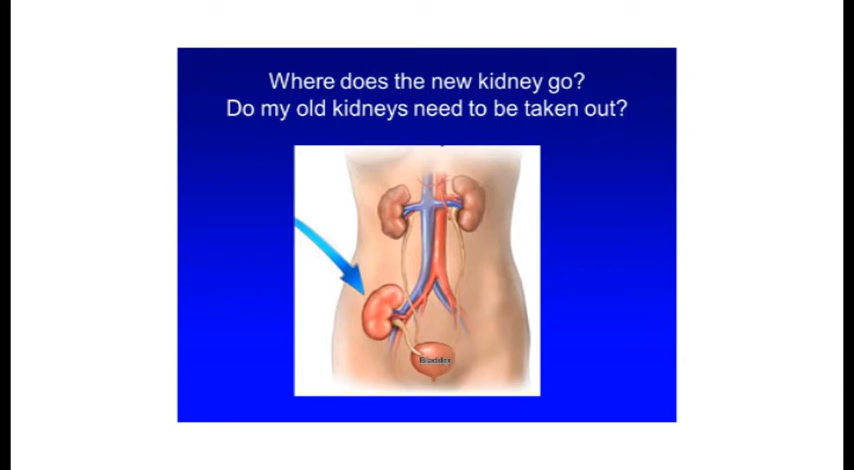 Where does the new kidney go?
Do my old kidneys need to be taken out?
Bladder